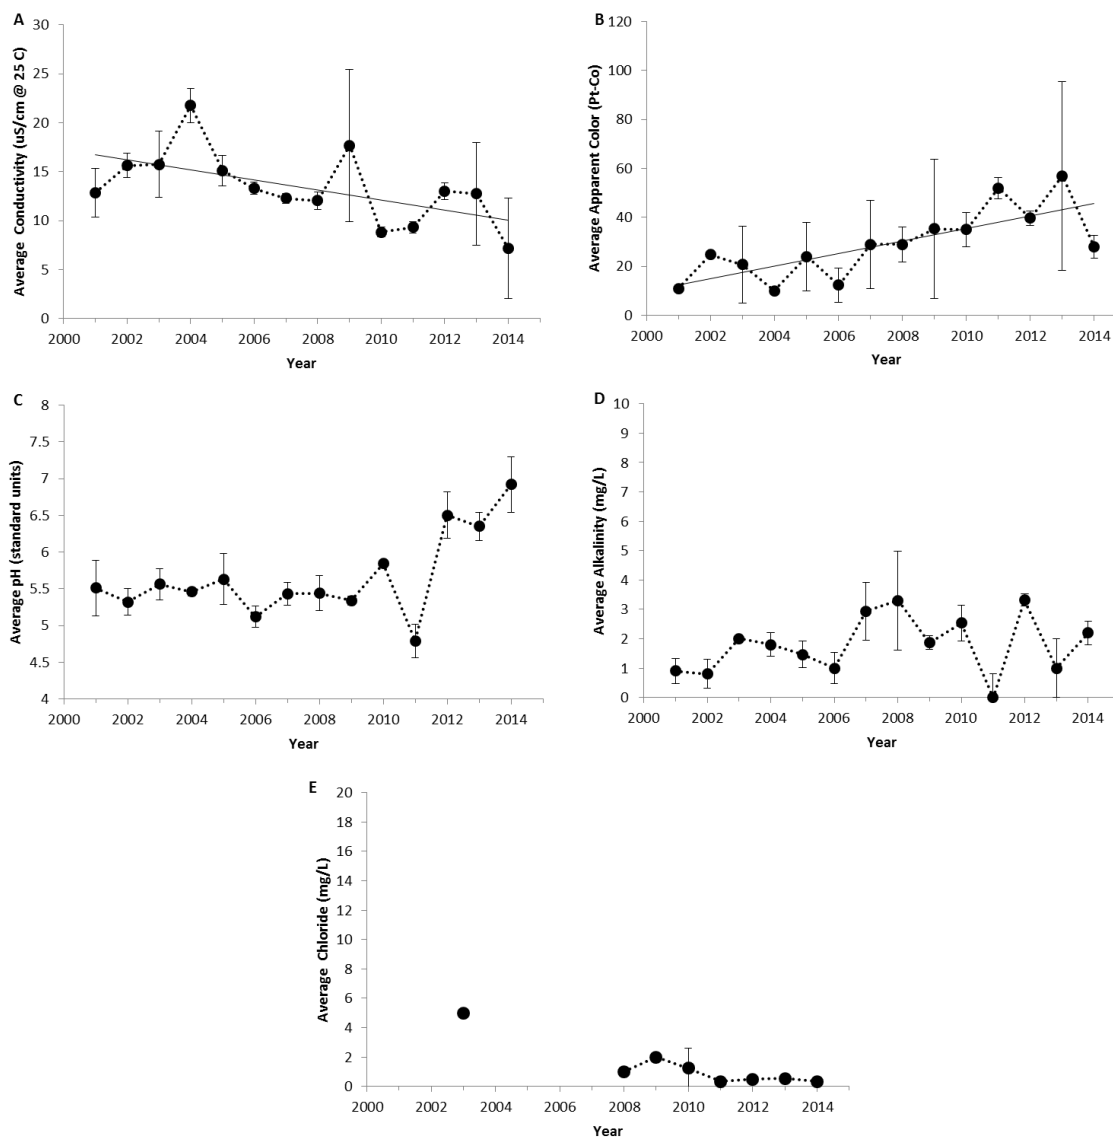 A
Average Conductivity (uS/cm @ 25 C)
30
25
20
15
10
5
0
2000 2002 2004 2006 2008 2010 2012 2014
Year
B
Average Apparent Color (Pt-Co)
120
100
80
60
40
20
0
2000 2002 2004 2006 2008 2010 2012 2014
Year
C
Average pH (standard units)
8
7.5
7
6.5
6
5.5
5
4.5
4
2000 2002 2004 2006 2008 2010 2012 2014
Year
D
Average Alkalinity (mg/L)
10
9
8
7
6
5
4
3
2
1
0
2000 2002 2004 2006 2008 2010 2012 2014
Year
E
Average Chloride (mg/L)
20
18
16
14
12
10
8
6
4
2
0
2000 2002 2004 2006 2008 2010 2012 2014
Year